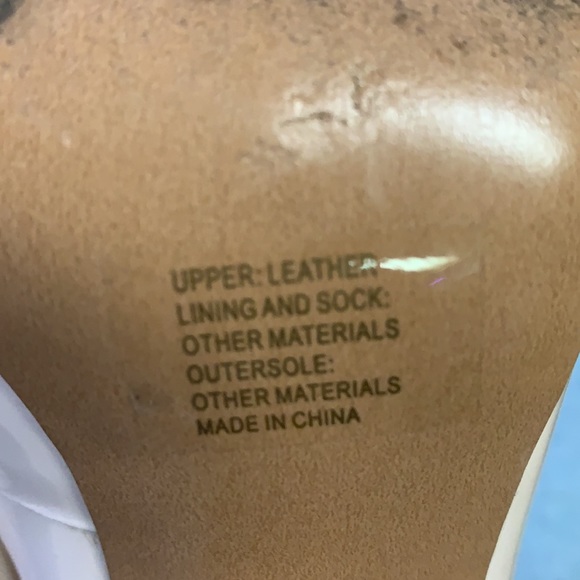 UPPER: LEATHER
LINING AND SOCK:
OTHER MATERIALS
OUTERSOLE:
OTHER MATERIALS
MADE IN CHINA